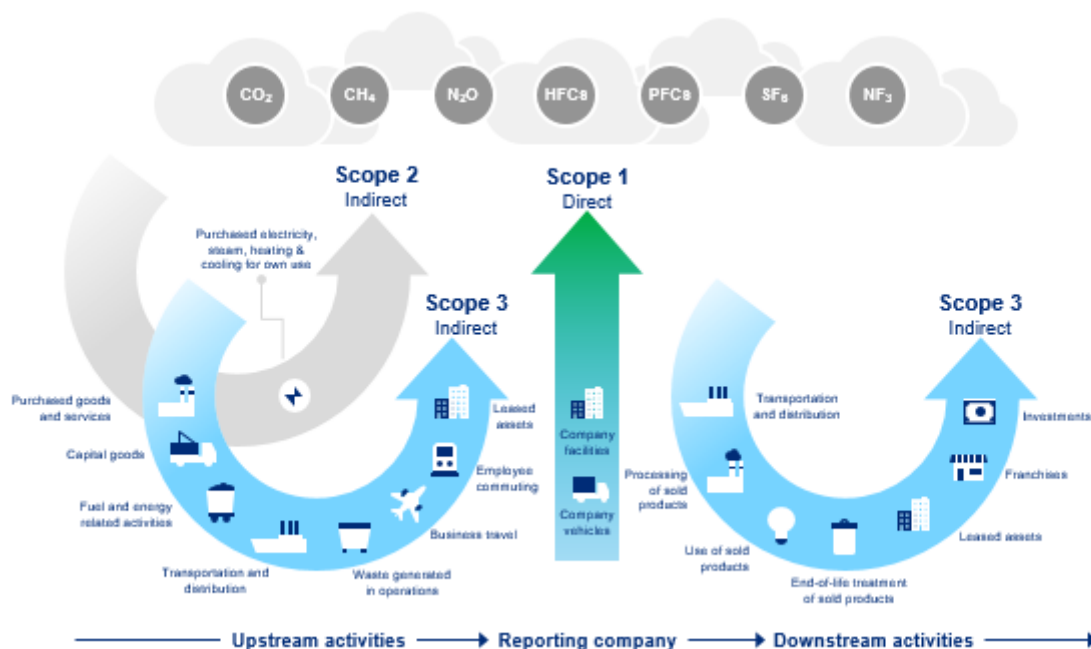 CO₂
CH₄
N₂O
HFCs
PFCs
SF₆
NF₃
Scope 2
Indirect
Purchased electricity,
steam, heating &
cooling for own use
Scope 1
Direct
Scope 3
Indirect
Scope 3
Indirect
Purchased goods
and services
Capital goods
Fuel and energy
related activities
Transportation and
distribution
Waste generated
in operations
Business travel
Employee
commuting
Leased
assets
Company
facilities
Company
vehicles
Transportation
and distribution
Processing
of sold
products
Use of sold
products
End-of-life treatment
of sold products
Leased assets
Franchises
Investments
Upstream activities
Reporting company
Downstream activities